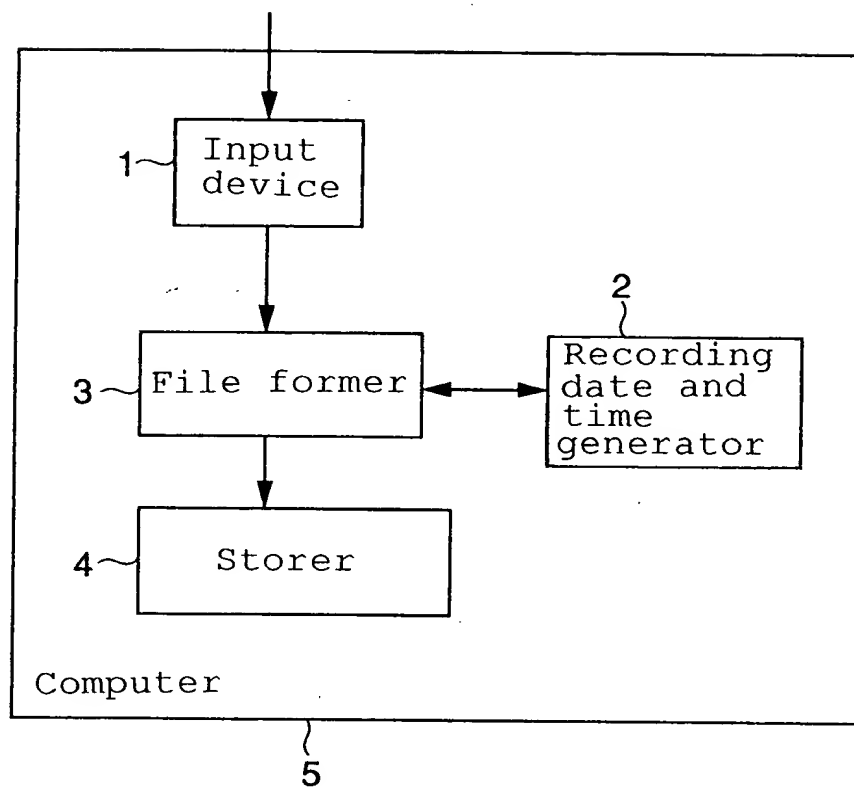 1
Input
device
2
Recording
date and
time
generator
3
File former
4
Storer
Computer
5